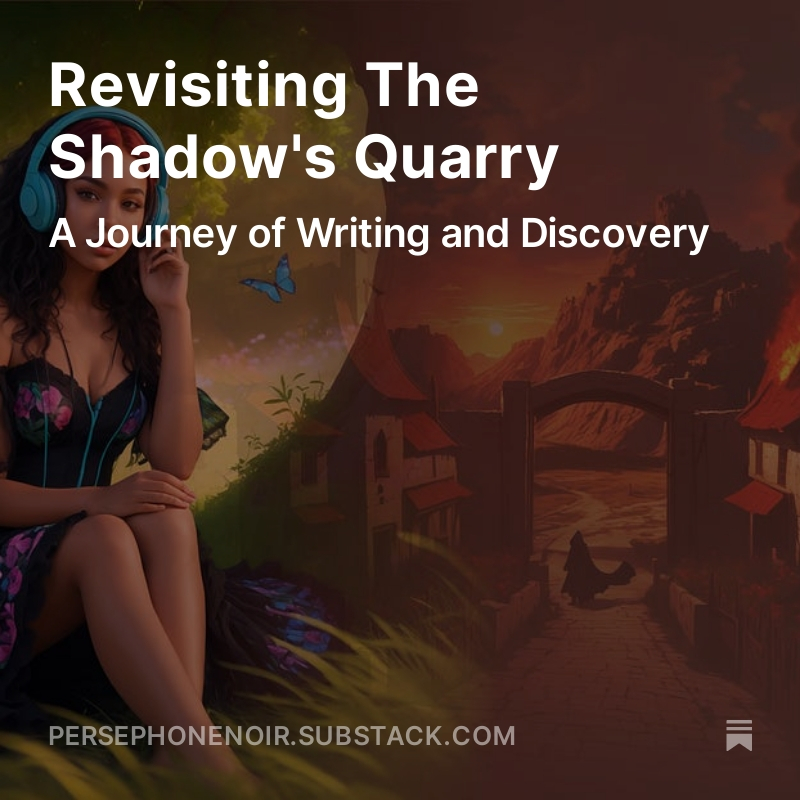 Revisiting The
Shadow's Quarry
A Journey of Writing and Discovery
PERSEPHONENOIR.SUBSTACK.COM